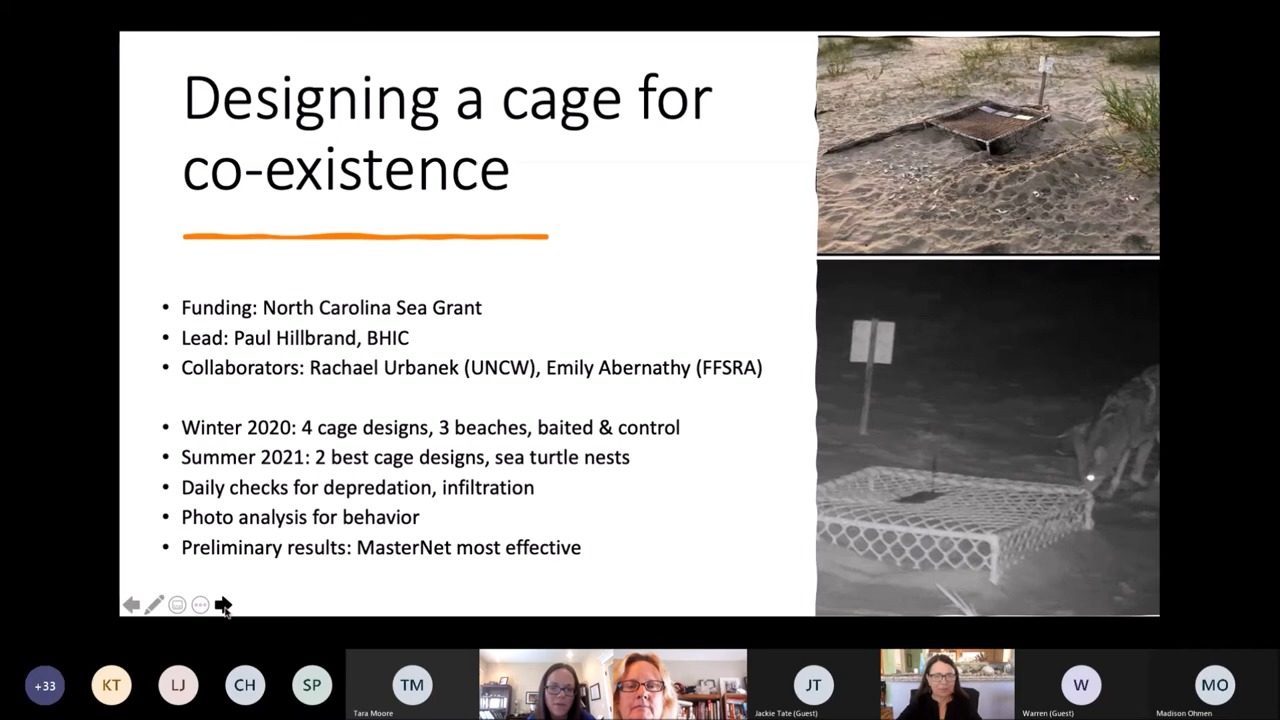 Designing a cage for
co-existence
• Funding: North Carolina Sea Grant
• Lead: Paul Hillbrand, BHIC
• Collaborators: Rachael Urbanek (UNCW), Emily Abernathy (FFSRA)
• Winter 2020: 4 cage designs, 3 beaches, baited & control
• Summer 2021: 2 best cage designs, sea turtle nests
• Daily checks for depredation, infiltration
• Photo analysis for behavior
• Preliminary results: MasterNet most effective
+33 KT LJ CH SP TM JT W MO
Tara Moore Jackie Tate (Guest) Warren (Guest) Madison Ohmen